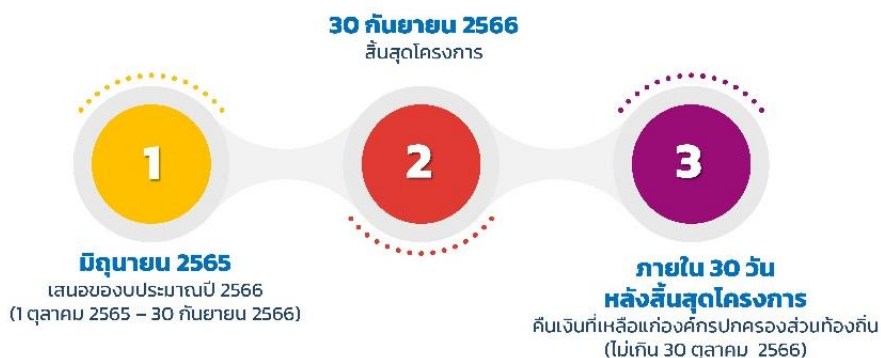 30 กันยายน 2566
สิ้นสุดโครงการ
1
2
3
มิถุนายน 2565
เสนอของบประมาณปี 2566
(1 ตุลาคม 2565 – 30 กันยายน 2566)
ภายใน 30 วัน
หลังสิ้นสุดโครงการ
คืนเงินที่เหลือแก่องค์กรปกครองส่วนท้องถิ่น
(ไม่เกิน 30 ตุลาคม 2566)